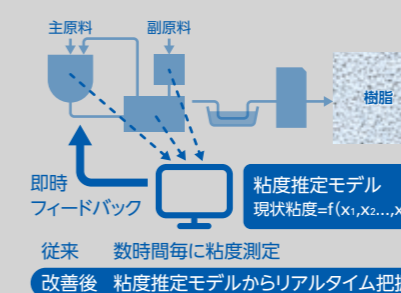 主原料
副原料
樹脂
即時
フィードバック
粘度推定モデル
現状粘度=f(x₁,x₂...,x
従来 数時間毎に粘度測定
改善後 粘度推定モデルからリアルタイム把